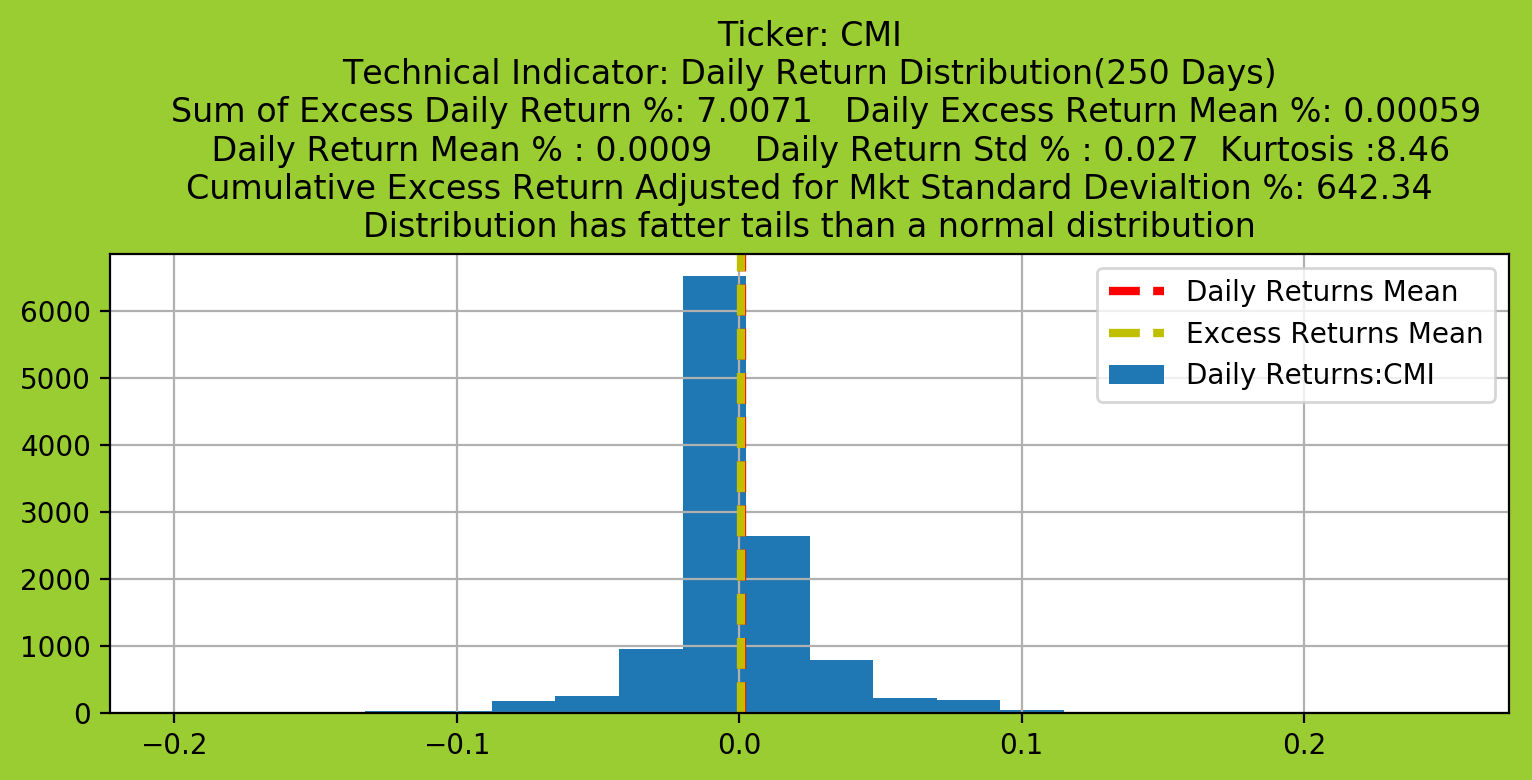 Ticker: CMI
Technical Indicator: Daily Return Distribution(250 Days)
Sum of Excess Daily Return %: 7.0071   Daily Excess Return Mean %: 0.00059
Daily Return Mean % : 0.0009    Daily Return Std % : 0.027  Kurtosis :8.46
Cumulative Excess Return Adjusted for Mkt Standard Devialtion %: 642.34
Distribution has fatter tails than a normal distribution
Daily Returns Mean
Excess Returns Mean
Daily Returns:CMI
6000
5000
4000
3000
2000
1000
0
−0.2 −0.1 0.0 0.1 0.2